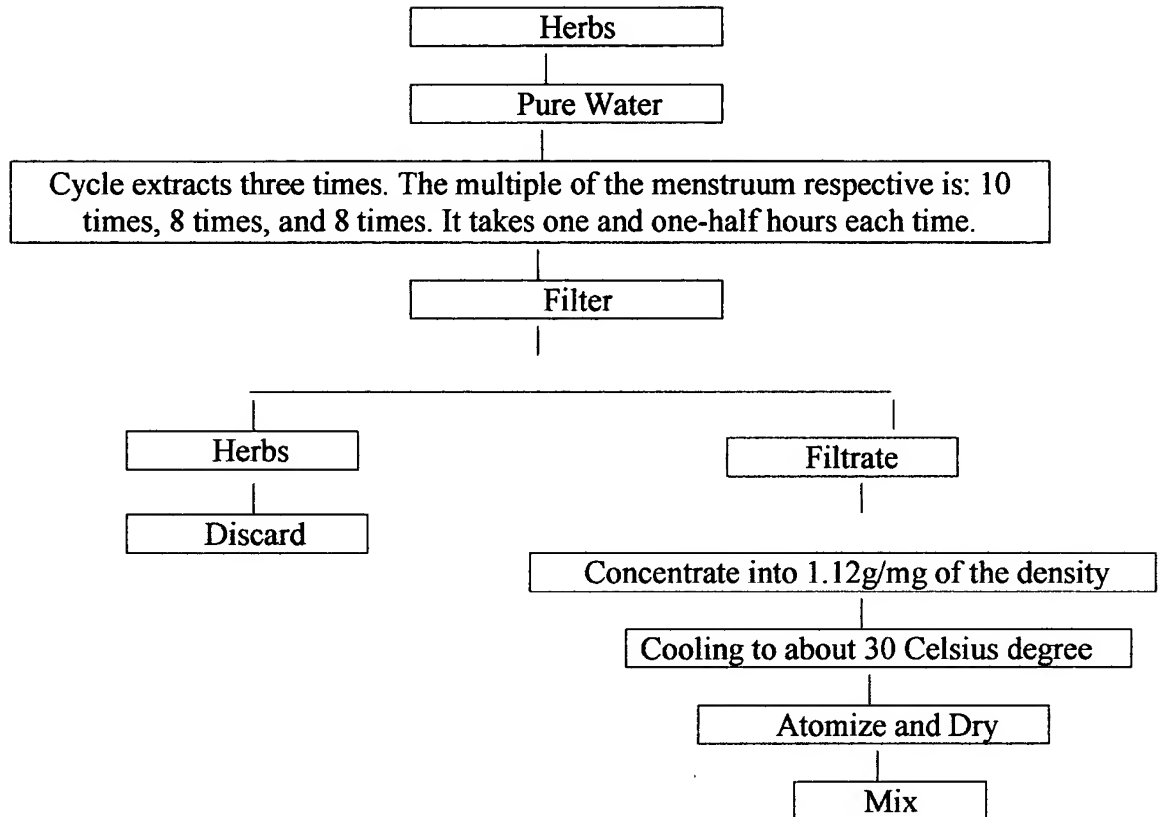 Herbs
Pure Water
Cycle extracts three times. The multiple of the menstruum respective is: 10
times, 8 times, and 8 times. It takes one and one-half hours each time.
Filter
Herbs
Filtrate
Discard
Concentrate into 1.12g/mg of the density
Cooling to about 30 Celsius degree
Atomize and Dry
Mix